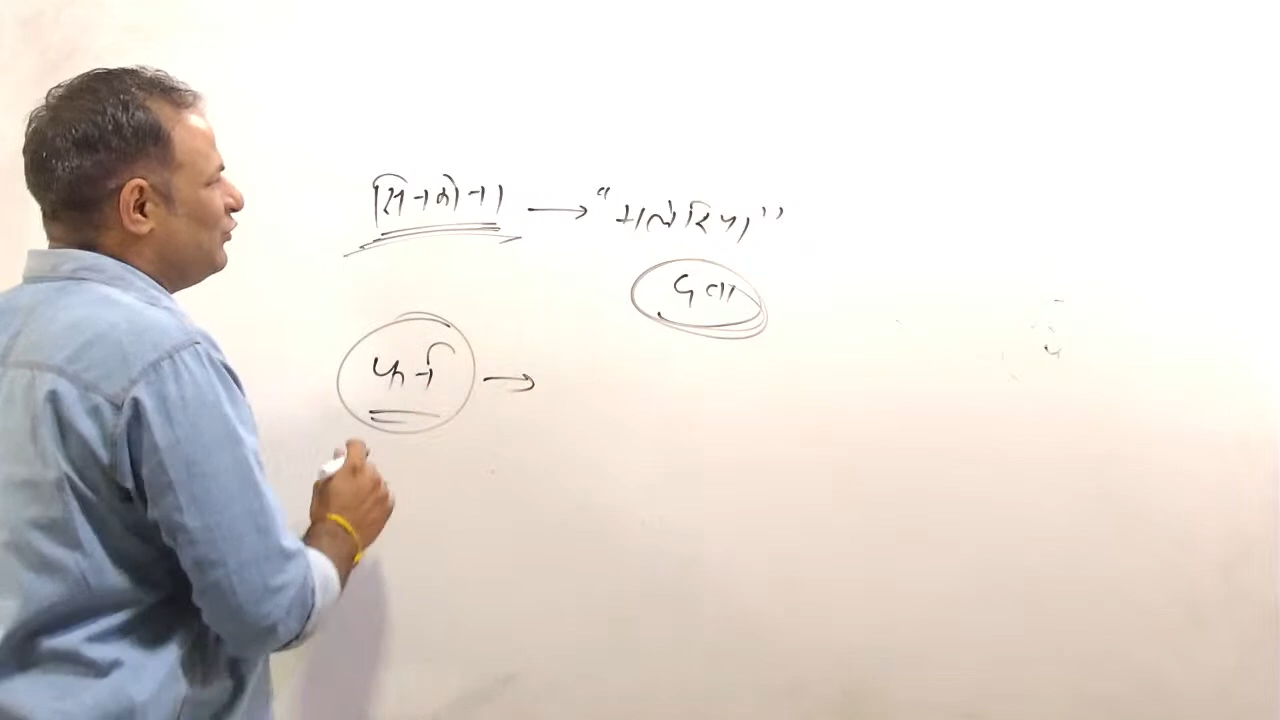 सिनकोना → "मलेरिया"
दवा
फर्न →